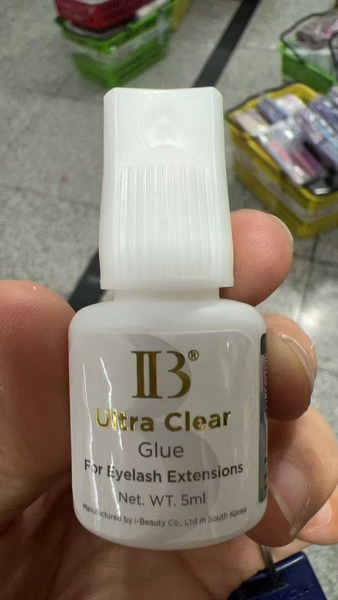 IB®
Ultra Clear
Glue
For Eyelash Extensions
Net. WT. 5ml
Manufactured by i-Beauty Co., Ltd in South Korea